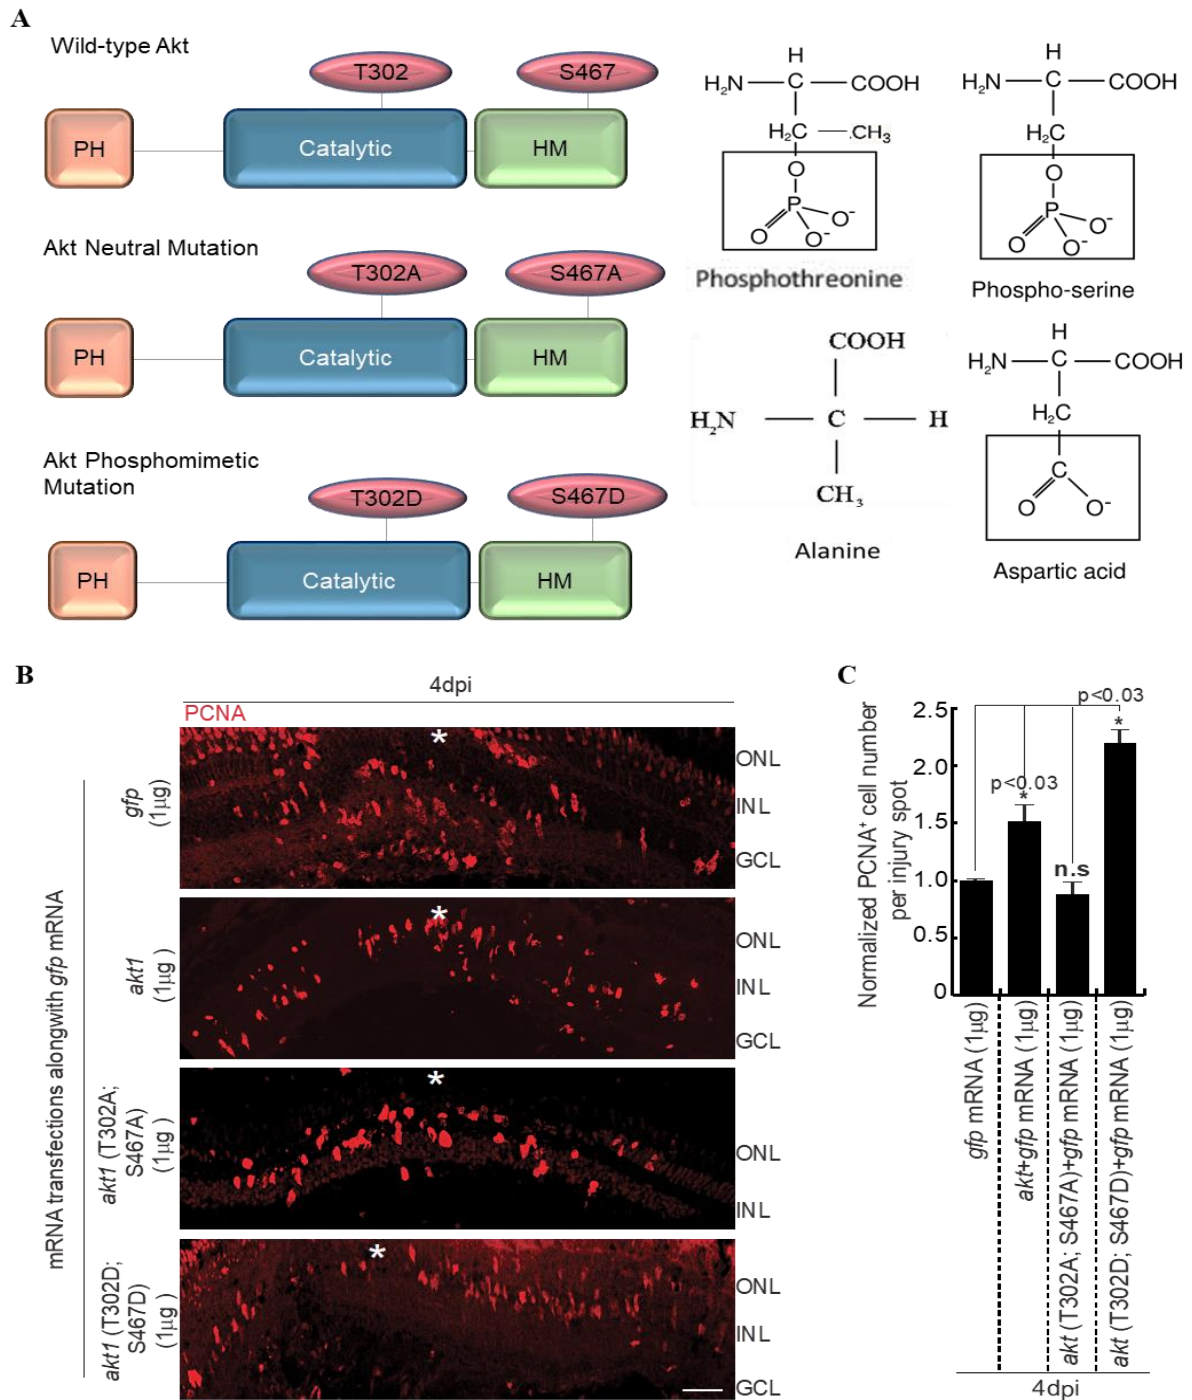 A
Wild-type Akt
T302
S467
PH
Catalytic
HM
Akt Neutral Mutation
T302A
S467A
PH
Catalytic
HM
Akt Phosphomimetic
Mutation
T302D
S467D
PH
Catalytic
HM
H
H₂N
C
COOH
H₂C
CH₃
O
P
O
O⁻
O⁻
Phosphothreonine
H
H₂N
C
COOH
H₂C
O
P
O
O⁻
O⁻
Phospho-serine
COOH
H₂N
C
H
CH₃
Alanine
H
H₂N
C
COOH
H₂C
C
O
O⁻
Aspartic acid
B
4dpi
PCNA
mRNA transfections alongwith gfp mRNA
gfp
(1µg)
*
ONL
INL
GCL
akt1
(1µg)
*
ONL
INL
GCL
akt1 (T302A;
S467A)
(1µg)
*
ONL
INL
akt1 (T302D;
S467D)
(1µg)
*
ONL
INL
GCL
C
Normalized PCNA⁺ cell number
per injury spot
2.5
2.0
1.5
1.0
0.5
0
p<0.03
*
n.s
p<0.03
*
gfp mRNA (1µg)
akt+gfp mRNA (1µg)
akt (T302A; S467A)+gfp mRNA (1µg)
akt (T302D; S467D)+gfp mRNA (1µg)
4dpi